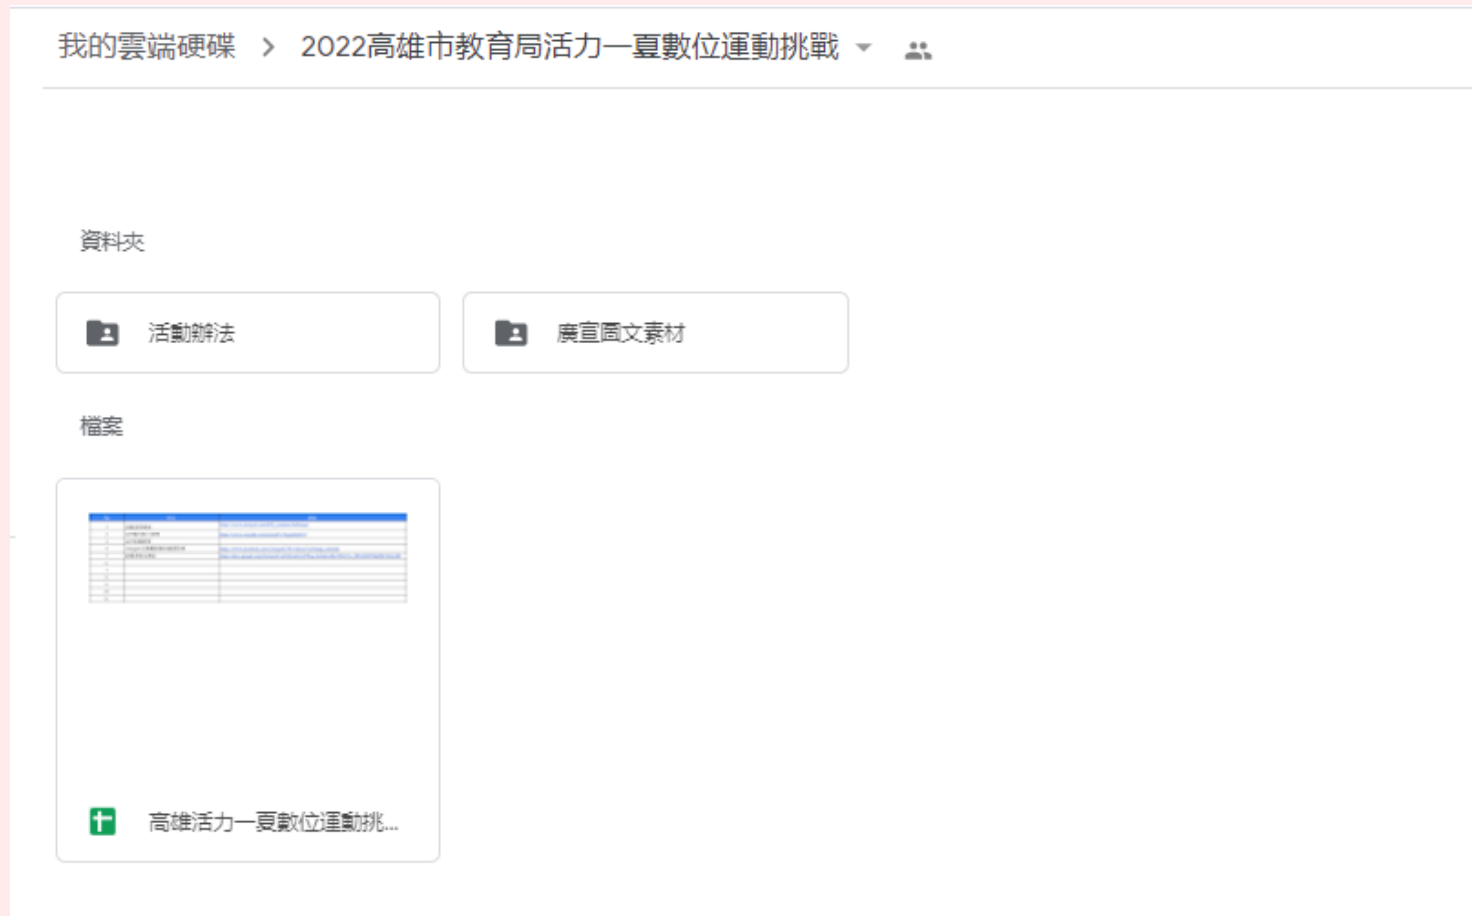 我的雲端硬碟 > 2022高雄市教育局活力一夏數位運動挑戰
資料夾
活動辦法
廣宣圖文素材
檔案
高雄活力一夏數位運動挑...